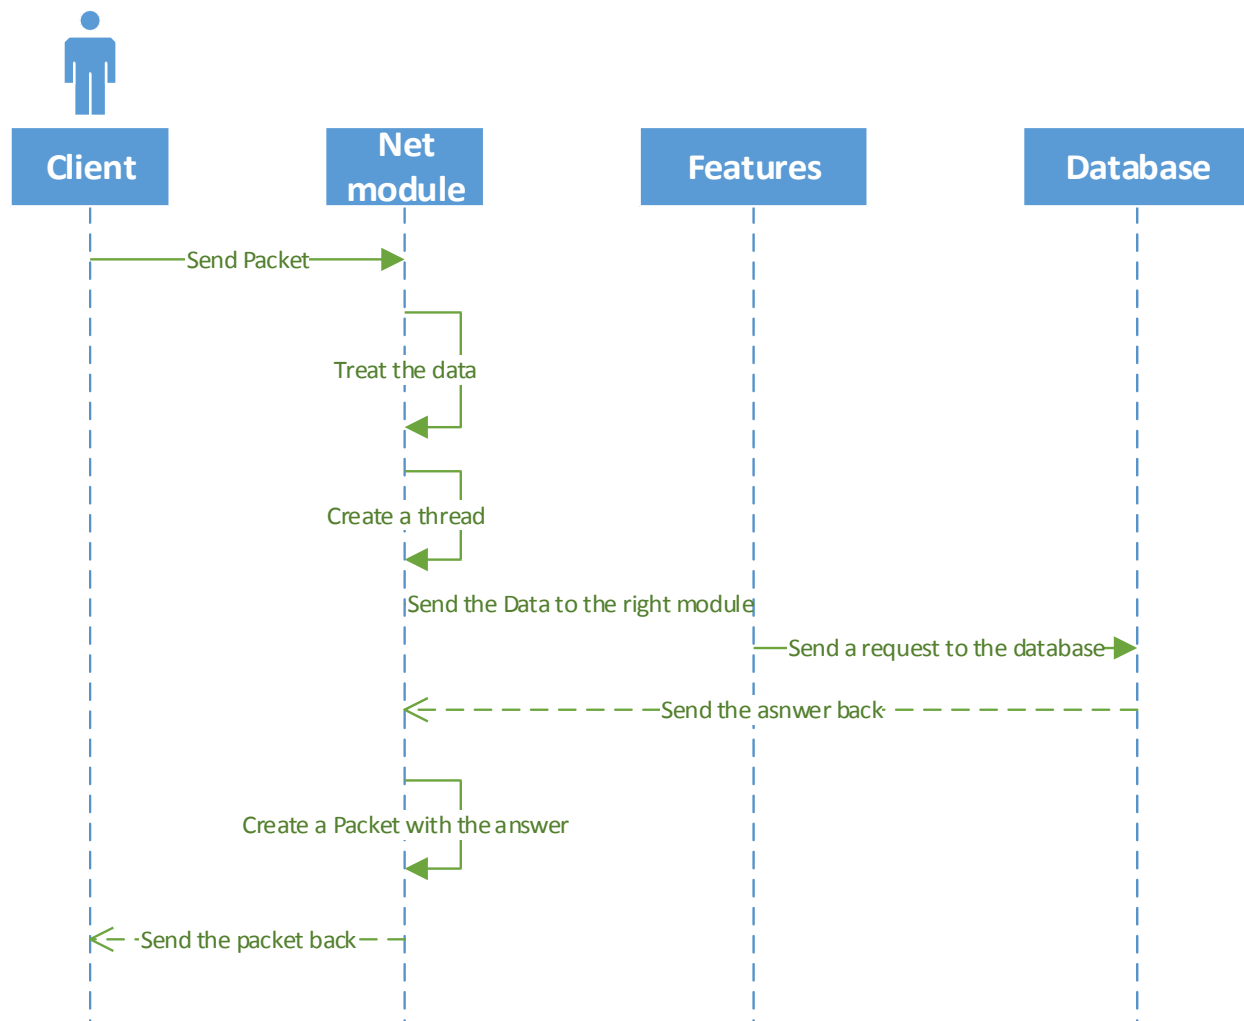 Client
Net
module
Features
Database
Send Packet
Treat the data
Create a thread
Send the Data to the right module
Send a request to the database
Send the asnwer back
Create a Packet with the answer
Send the packet back